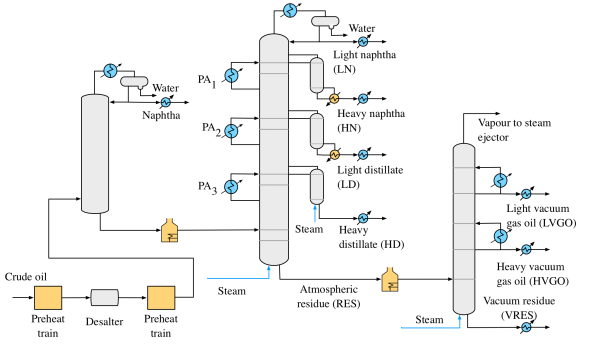 Water
Light naphtha
(LN)
Water
Naphtha
PA1
Heavy naphtha
(HN)
PA2
Light distillate
(LD)
PA3
Vapour to steam
ejector
Steam
Heavy
distillate (HD)
Light vacuum
gas oil (LVGO)
Heavy vacuum
gas oil (HVGO)
Crude oil
Steam
Atmospheric
residue (RES)
Vacuum residue
(VRES)
Steam
Preheat
train
Desalter
Preheat
train